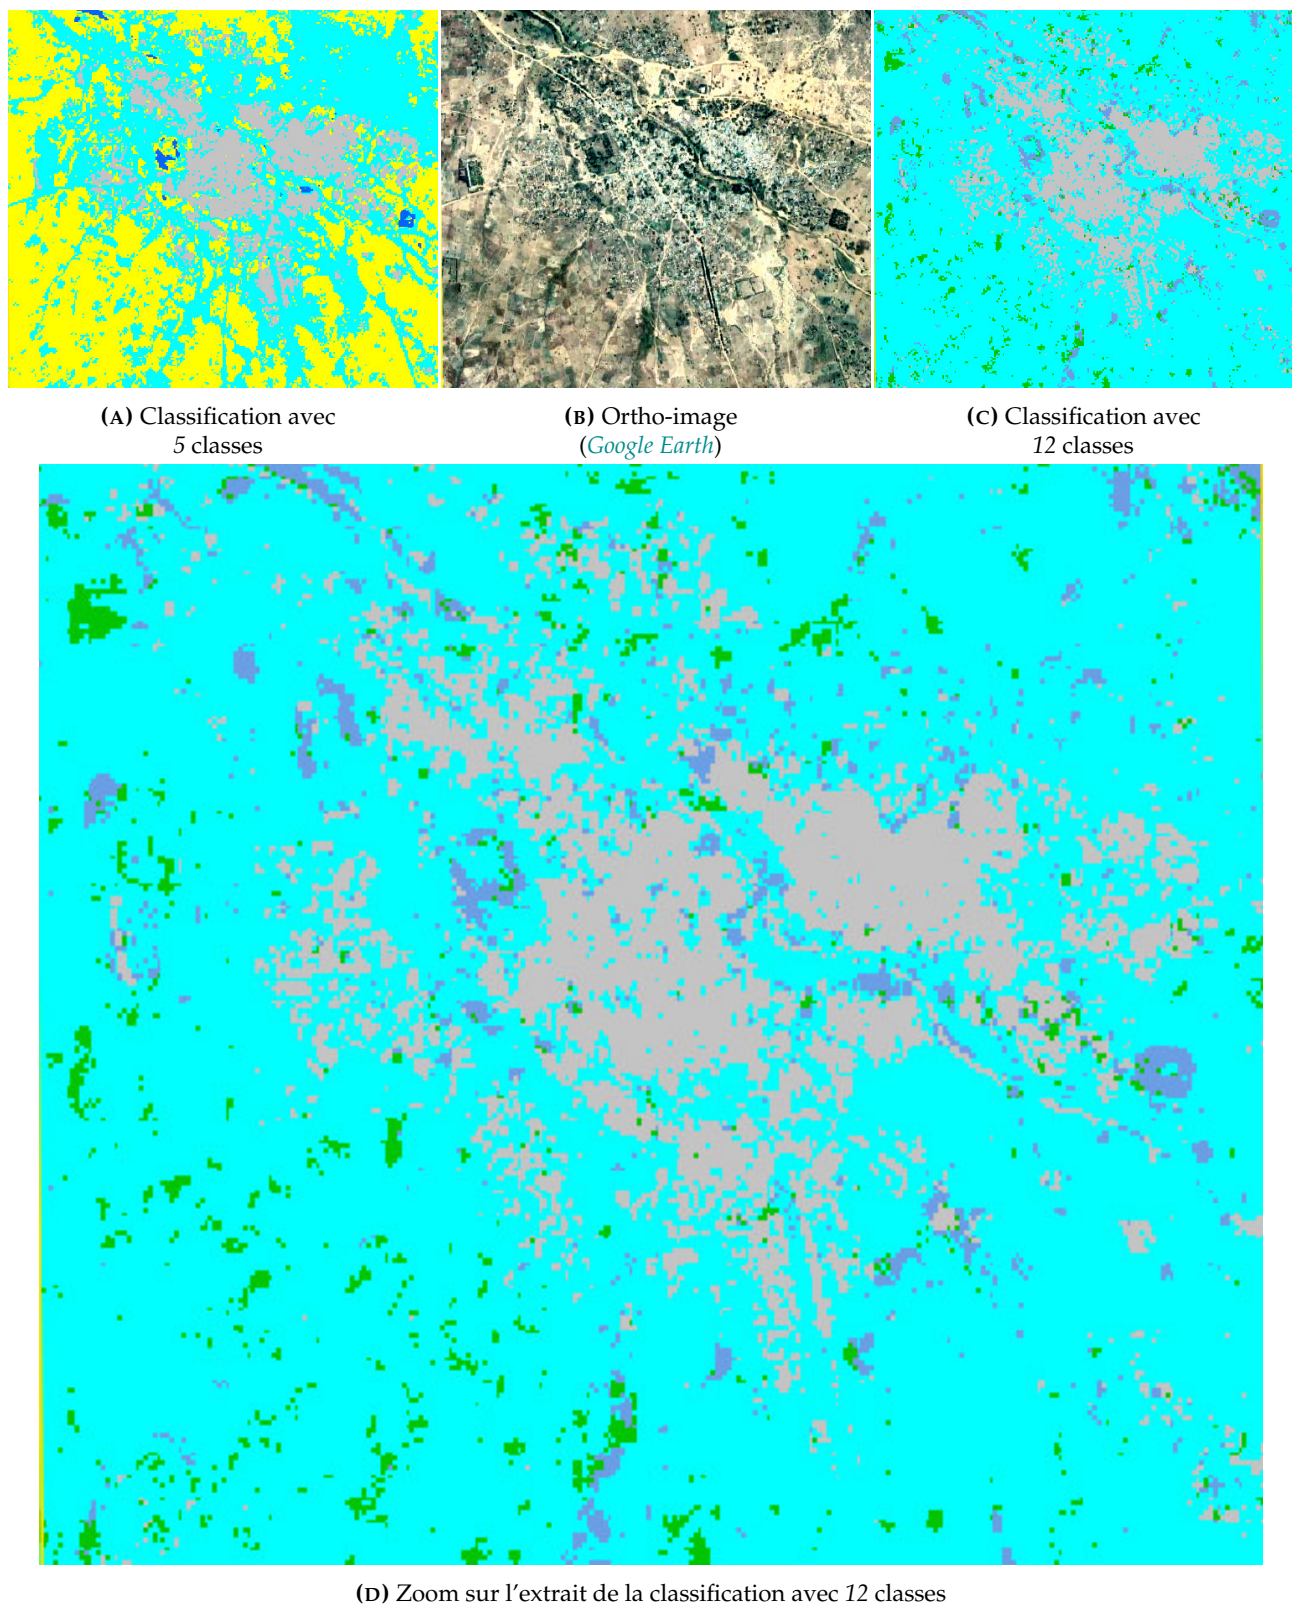 (A) Classification avec
5 classes
(B) Ortho-image
(Google Earth)
(C) Classification avec
12 classes
(D) Zoom sur l'extrait de la classification avec 12 classes